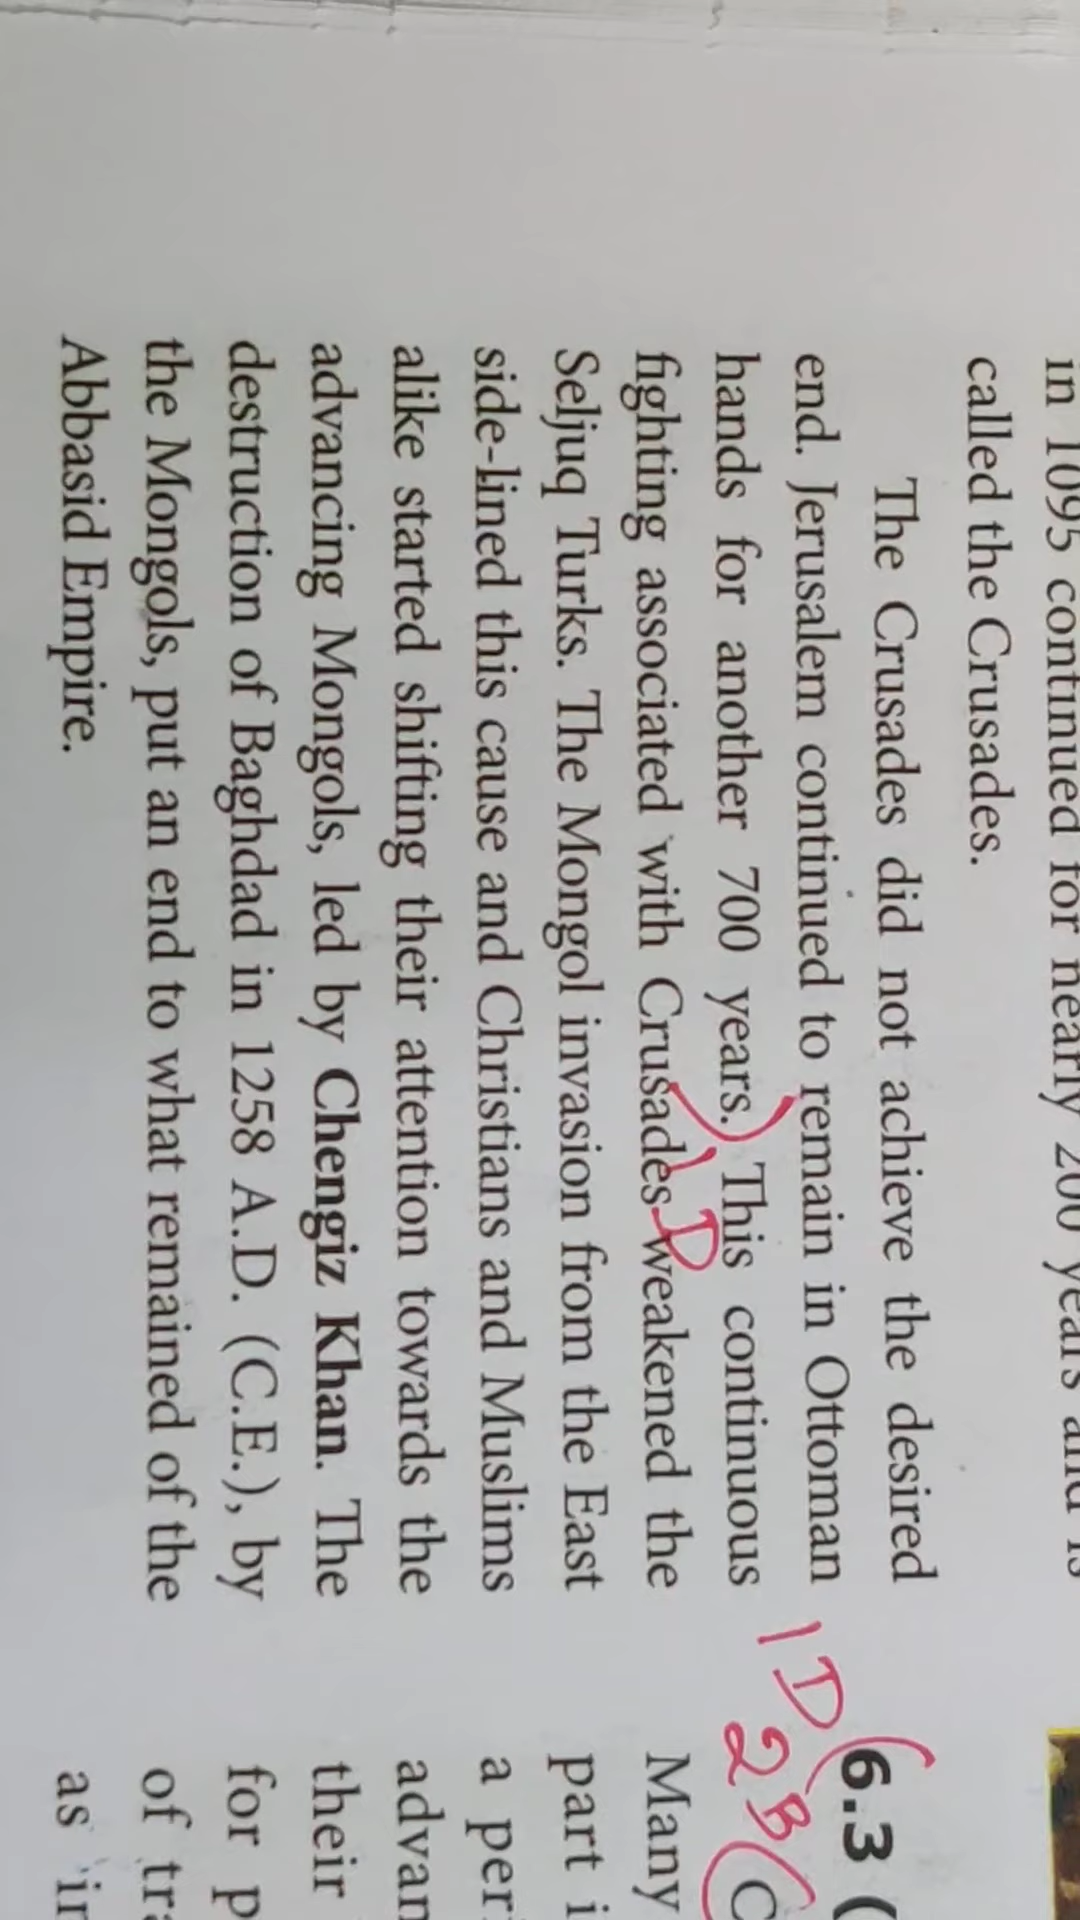 in 1095 continued for nearly 200 years and is
called the Crusades.
The Crusades did not achieve the desired
end. Jerusalem continued to remain in Ottoman
hands for another 700 years. This continuous
fighting associated with Crusades weakened the
Seljuq Turks. The Mongol invasion from the East
side-lined this cause and Christians and Muslims
alike started shifting their attention towards the
advancing Mongols, led by Chengiz Khan. The
destruction of Baghdad in 1258 A.D. (C.E.), by
the Mongols, put an end to what remained of the
Abbasid Empire.
D
1 D
2 B
6.3 (
C
Many
part i
a peri
advan
their
for p
of tra
as in